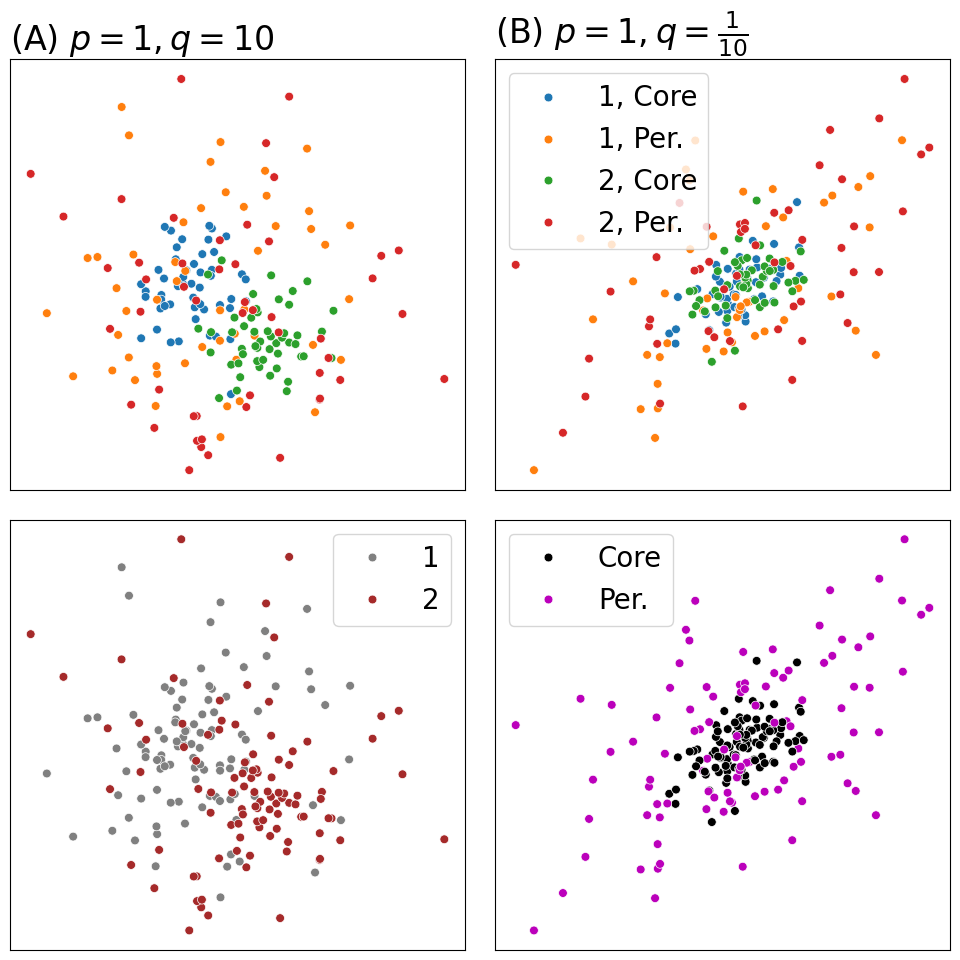 (A) p = 1, q = 10
(B) p = 1, q = 1/10
1, Core
1, Per.
2, Core
2, Per.
1
2
Core
Per.